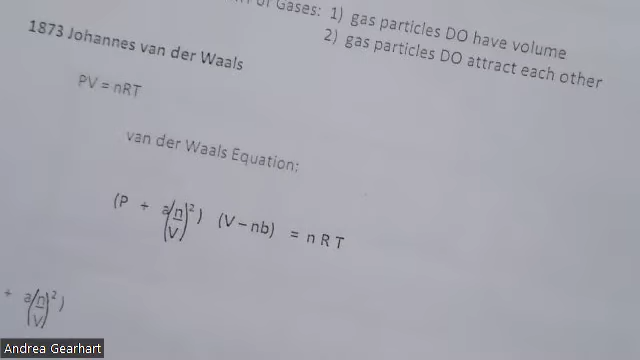 of Gases: 1) gas particles DO have volume
2) gas particles DO attract each other
1873 Johannes van der Waals
PV = nRT
van der Waals Equation:
(P + a(n/V)²) (V – nb) = n R T
+ a(n/V)²)
Andrea Gearhart